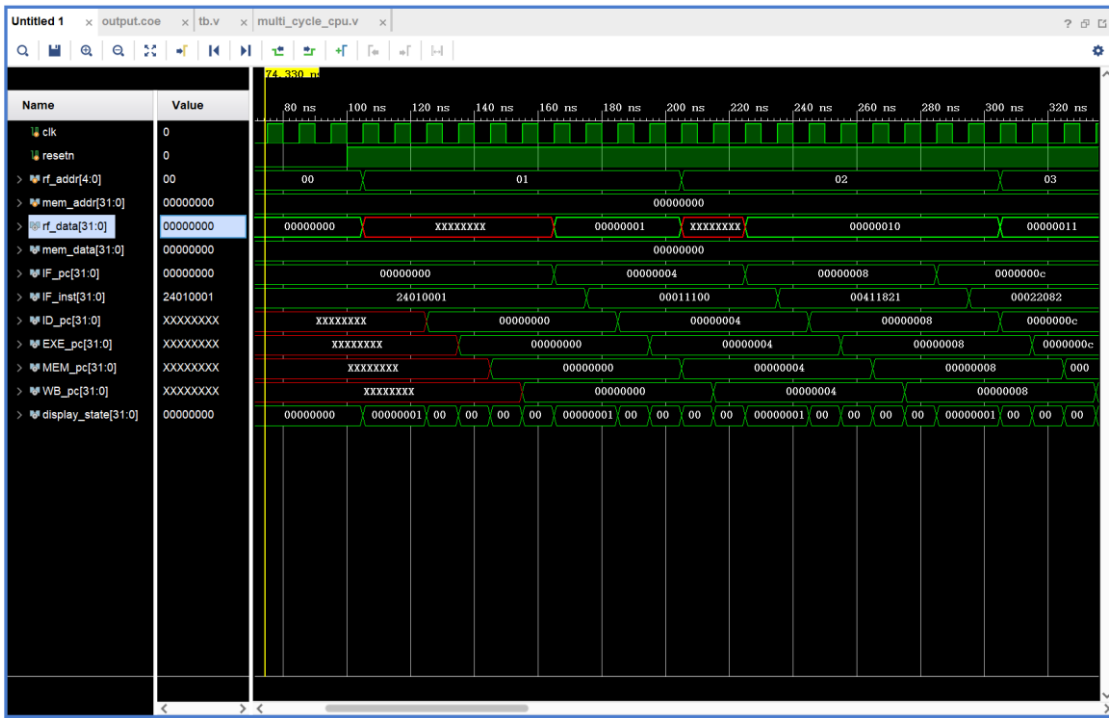 Untitled 1 × output.coe × tb.v × multi_cycle_cpu.v ×
74.330 n
Name Value
80 ns 100 ns 120 ns 140 ns 160 ns 180 ns 200 ns 220 ns 240 ns 260 ns 280 ns 300 ns 320 ns
clk 0
resetn 0
rf_addr[4:0] 00 00 01 02 03
mem_addr[31:0] 00000000 00000000
rf_data[31:0] 00000000 00000000 XXXXXXXX 00000001 XXXXXXXX 00000010 00000011
mem_data[31:0] 00000000 00000000
IF_pc[31:0] 00000000 00000000 00000004 00000008 0000000c
IF_inst[31:0] 24010001 24010001 00011100 00411821 00022082
ID_pc[31:0] XXXXXXXX XXXXXXXX 00000000 00000004 00000008 0000000c
EXE_pc[31:0] XXXXXXXX XXXXXXXX 00000000 00000004 00000008 0000000c
MEM_pc[31:0] XXXXXXXX XXXXXXXX 00000000 00000004 00000008 000
WB_pc[31:0] XXXXXXXX XXXXXXXX 00000000 00000004 00000008
display_state[31:0] 00000000 00000000 00000001 00 00 00 00 00000001 00 00 00 00 00000001 00 00 00 00000001 00 00